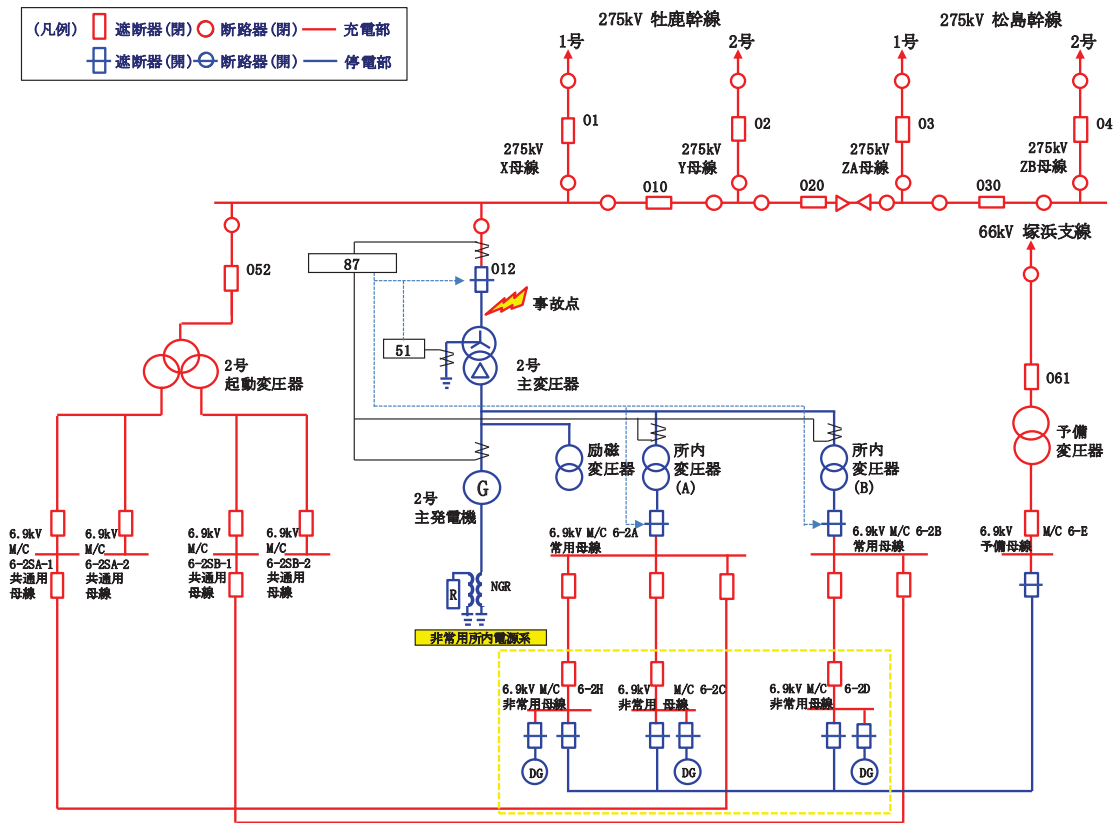 (凡例) 遮断器(閉) 断路器(閉) 充電部
遮断器(開) 断路器(開) 停電部
275kV 牡鹿幹線
275kV 松島幹線
1号
2号
1号
2号
O1
O2
O3
O4
275kV
X母線
275kV
Y母線
275kV
ZA母線
275kV
ZB母線
O10
O20
O30
66kV 塚浜支線
O52
87
O12
事故点
51
2号
起動変圧器
2号
主変圧器
O61
予備
変圧器
励磁
変圧器
所内
変圧器
(A)
所内
変圧器
(B)
G
2号
主発電機
6.9kV
M/C
6-2SA-1
共通用
母線
6.9kV
M/C
6-2SA-2
共通用
母線
6.9kV
M/C
6-2SB-1
共通用
母線
6.9kV
M/C
6-2SB-2
共通用
母線
6.9kV M/C 6-2A
常用母線
6.9kV M/C 6-2B
常用母線
6.9kV M/C 6-E
予備母線
R
NGR
非常用所内電源系
6.9kV M/C 6-2H
非常用母線
6.9kV M/C 6-2C
非常用 母線
6.9kV M/C 6-2D
非常用母線
DG
DG
DG